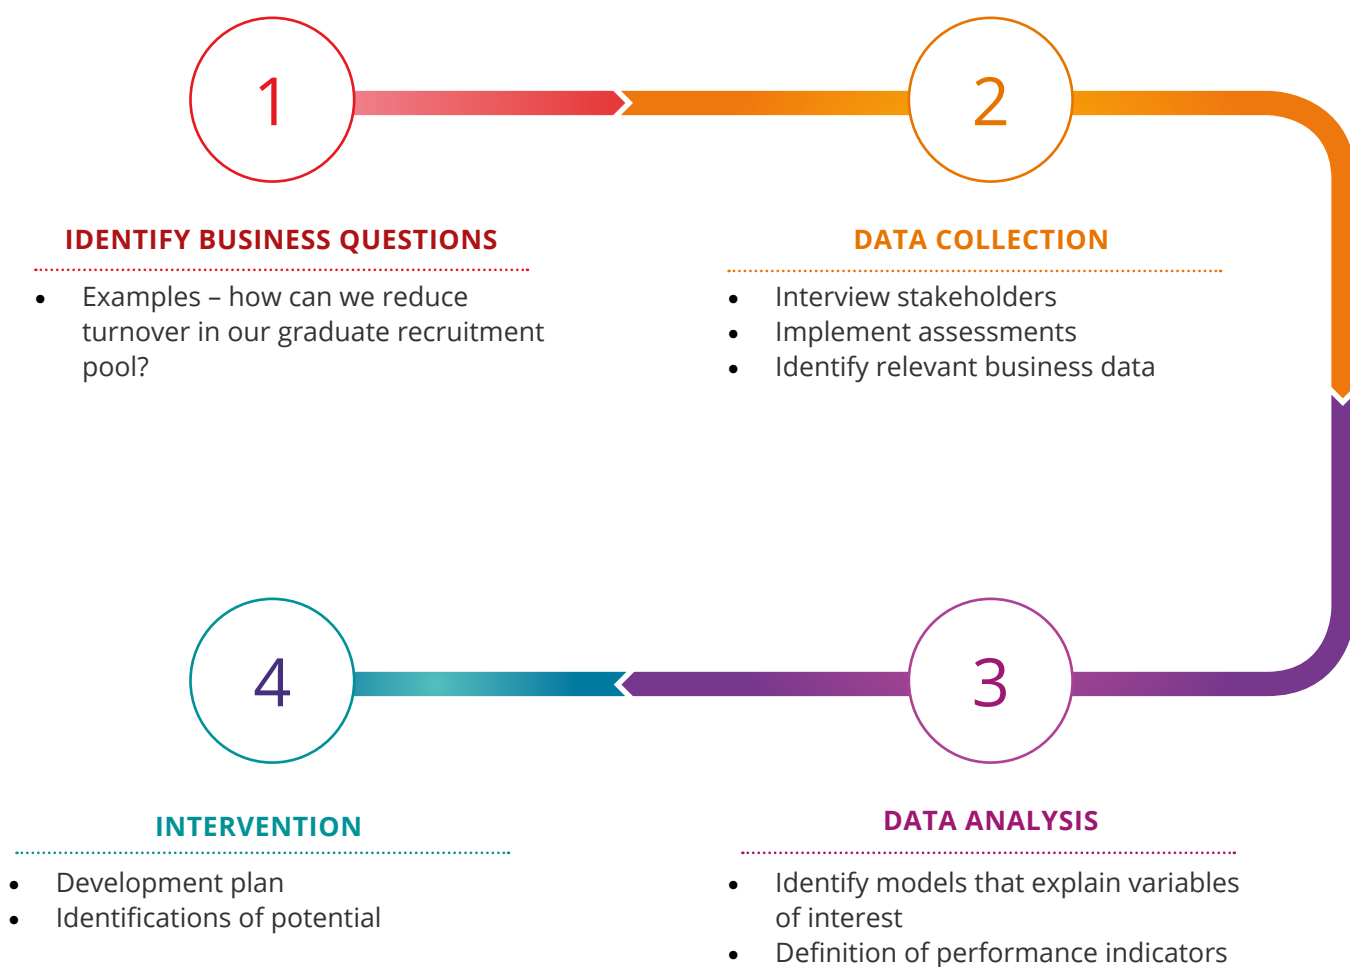 1
IDENTIFY BUSINESS QUESTIONS
• Examples – how can we reduce
turnover in our graduate recruitment
pool?
2
DATA COLLECTION
• Interview stakeholders
• Implement assessments
• Identify relevant business data
3
DATA ANALYSIS
• Identify models that explain variables
of interest
• Definition of performance indicators
4
INTERVENTION
• Development plan
• Identifications of potential